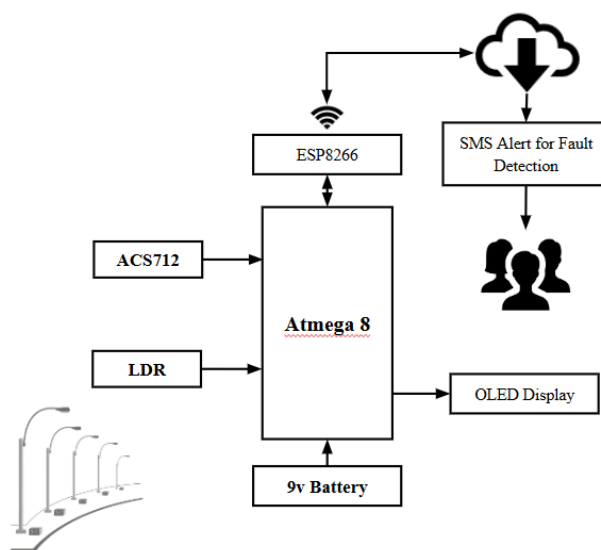 ESP8266
SMS Alert for Fault
Detection
ACS712
Atmega 8
LDR
OLED Display
9v Battery